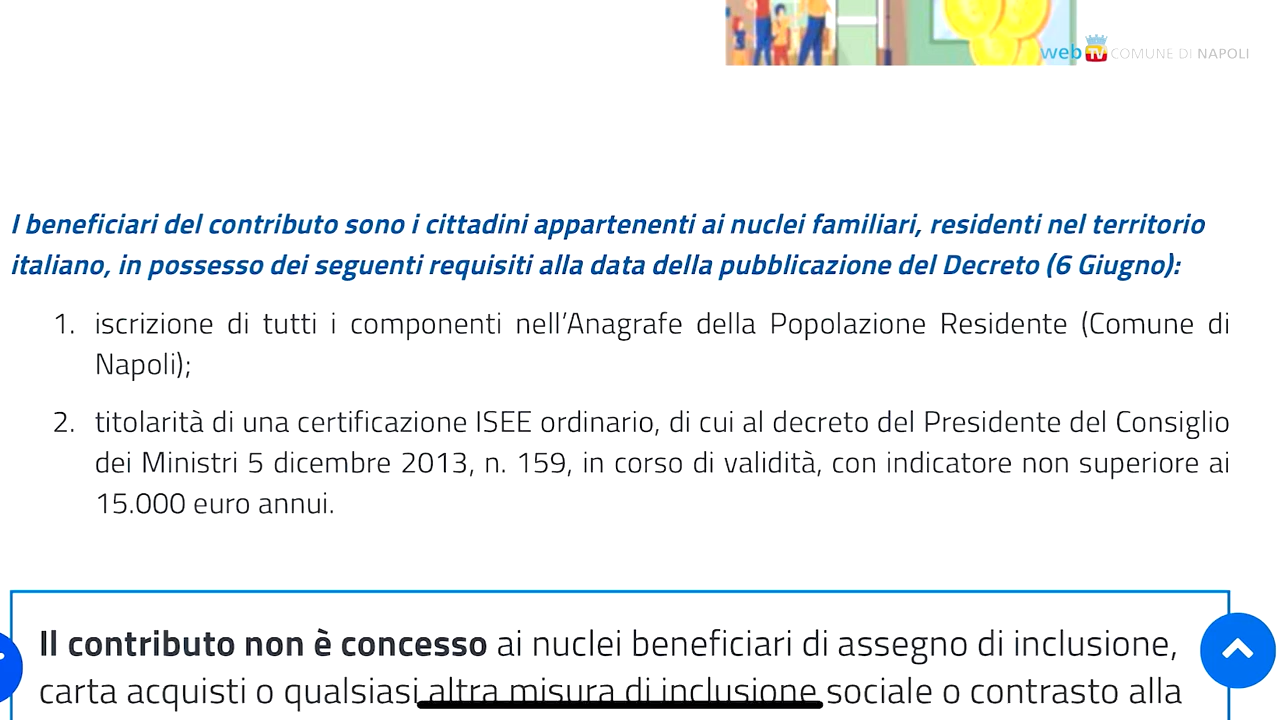 web TV COMUNE DI NAPOLI
I beneficiari del contributo sono i cittadini appartenenti ai nuclei familiari, residenti nel territorio
italiano, in possesso dei seguenti requisiti alla data della pubblicazione del Decreto (6 Giugno):
1. iscrizione di tutti i componenti nell'Anagrafe della Popolazione Residente (Comune di
Napoli);
2. titolarità di una certificazione ISEE ordinario, di cui al decreto del Presidente del Consiglio
dei Ministri 5 dicembre 2013, n. 159, in corso di validità, con indicatore non superiore ai
15.000 euro annui.
Il contributo non è concesso ai nuclei beneficiari di assegno di inclusione,
carta acquisti o qualsiasi altra misura di inclusione sociale o contrasto alla